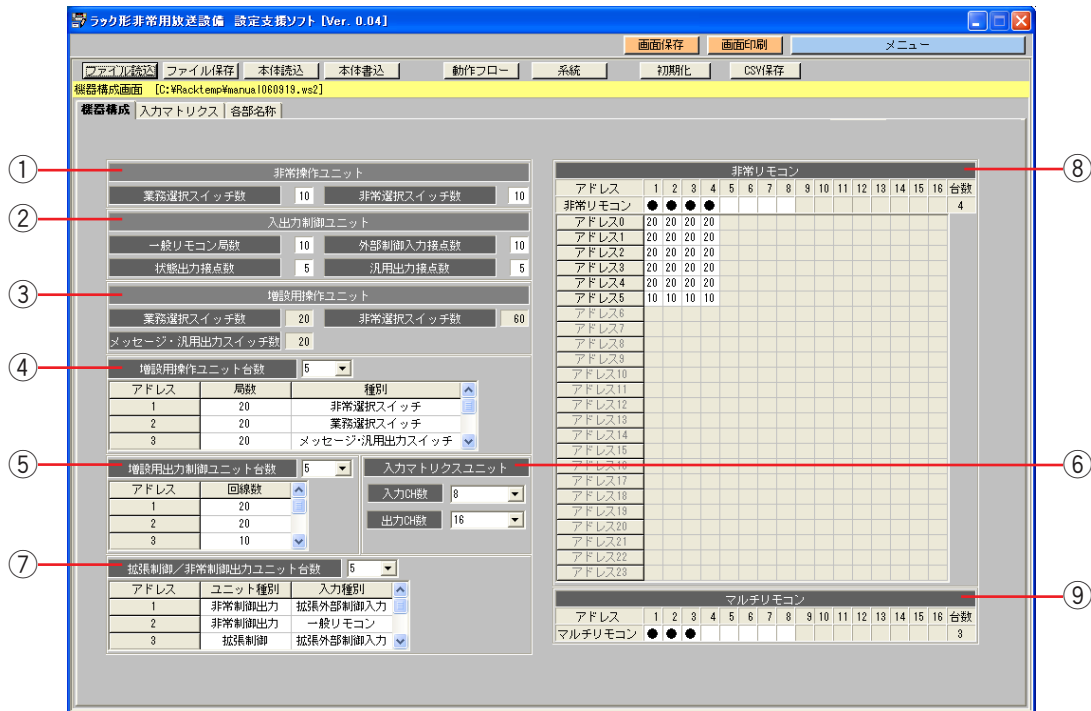 ラック形非常用放送設備 設定支援ソフト [Ver. 0.04]
画面保存 画面印刷 メニュー
ファイル読込 ファイル保存 本体読込 本体書込 動作フロー 系統 初期化 CSV保存
機器構成画面 [C:¥Racktemp¥manual060919.ws2]
機器構成 入力マトリクス 各部名称
①
非常操作ユニット
業務選択スイッチ数 10 非常選択スイッチ数 10
②
入出力制御ユニット
一般リモコン局数 10 外部制御入力接点数 10
状態出力接点数 5 汎用出力接点数 5
③
増設用操作ユニット
業務選択スイッチ数 20 非常選択スイッチ数 60
メッセージ・汎用出力スイッチ数 20
④
増設用操作ユニット台数 5
アドレス 局数 種別
1 20 非常選択スイッチ
2 20 業務選択スイッチ
3 20 メッセージ・汎用出力スイッチ
⑤
増設用出力制御ユニット台数 5
アドレス 回線数
1 20
2 20
3 10
入力マトリクスユニット
⑥
入力CH数 8
出力CH数 16
⑦
拡張制御／非常制御出力ユニット台数 5
アドレス ユニット種別 入力種別
1 非常制御出力 拡張外部制御入力
2 非常制御出力 一般リモコン
3 拡張制御 拡張外部制御入力
非常リモコン
⑧
アドレス 1 2 3 4 5 6 7 8 9 10 11 12 13 14 15 16 台数
非常リモコン ● ● ● ● 4
アドレス0 20 20 20 20
アドレス1 20 20 20 20
アドレス2 20 20 20 20
アドレス3 20 20 20 20
アドレス4 20 20 20 20
アドレス5 10 10 10 10
アドレス6
アドレス7
アドレス8
アドレス9
アドレス10
アドレス11
アドレス12
アドレス13
アドレス14
アドレス15
アドレス16
アドレス17
アドレス18
アドレス19
アドレス20
アドレス21
アドレス22
アドレス23
マルチリモコン
⑨
アドレス 1 2 3 4 5 6 7 8 9 10 11 12 13 14 15 16 台数
マルチリモコン ● ● ● 3